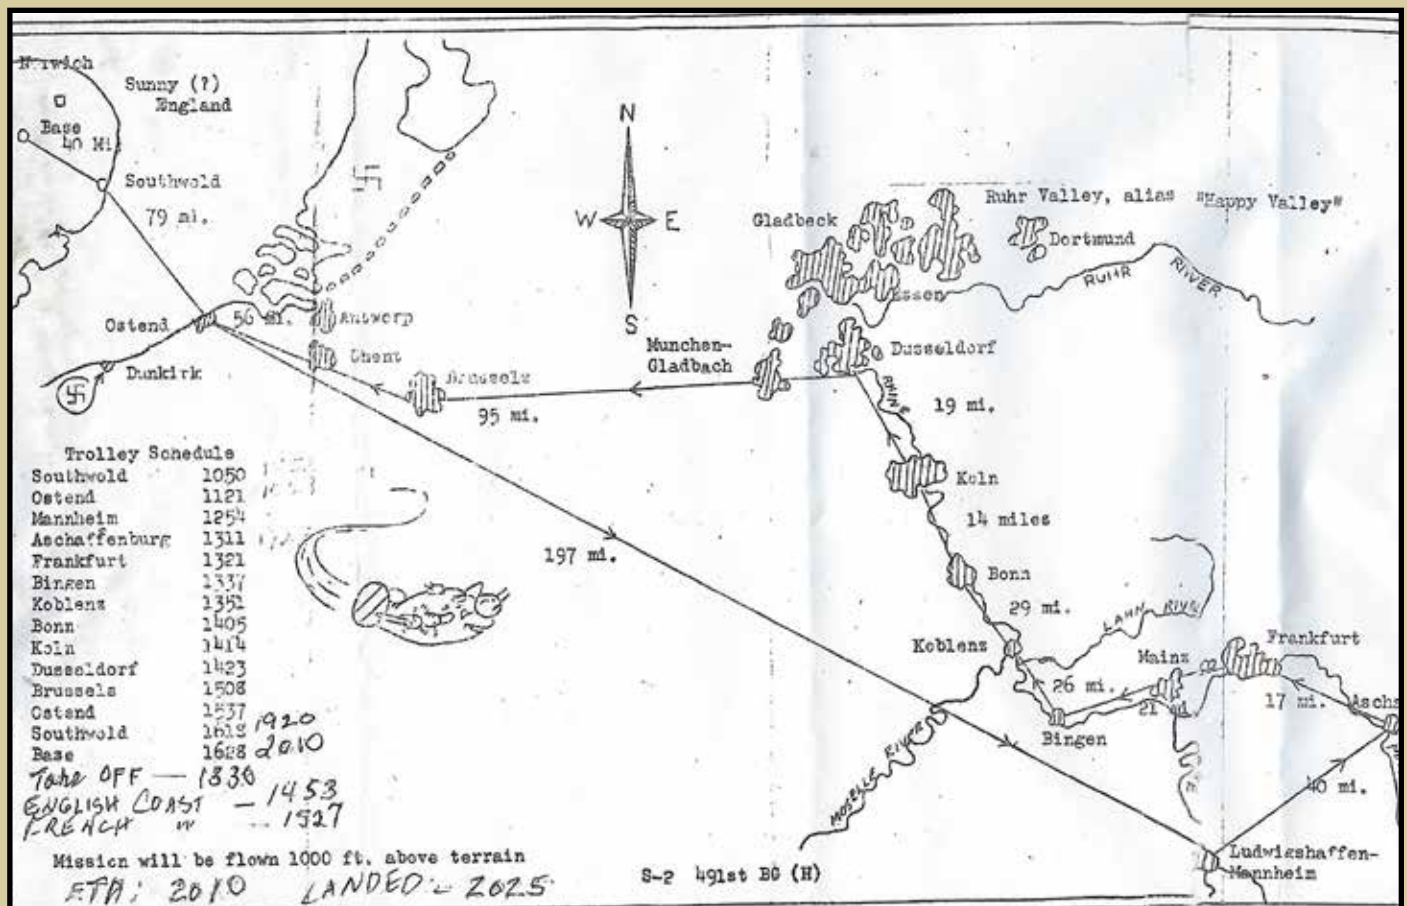 Norwich
Sunny (?)
England
Base
40 Mi.
Southwold
79 mi.
N
W E
S
Ruhr Valley, alias "Happy Valley"
Gladbeck
Dortmund
Essen
RUHR RIVER
Ostend
56 mi.
Antwerp
Ghent
Dunkirk
Brussels
Munchen-
Gladbach
Dusseldorf
95 mi.
RHINE
19 mi.
Koln
14 miles
197 mi.
Bonn
29 mi.
LAHN RIVER
Koblenz
Mainz
Frankfurt
26 mi.
21
17 mi.
Bingen
MOSELLE RIVER
40 mi.
Ludwigshaffen-
Mannheim
Trolley Schedule
Southwold 1050
Ostend 1121
Mannheim 1254
Aschaffenburg 1311
Frankfurt 1321
Bingen 1337
Koblenz 1351
Bonn 1405
Koln 1414
Dusseldorf 1423
Brussels 1508
Ostend 1537
Southwold 1618 1920
Base 1628 2010
Take OFF — 1330
ENGLISH COAST — 1453
FRENCH " — 1527
Mission will be flown 1000 ft. above terrain
ETA: 2010 LANDED - 2025
S-2 491st BG (H)